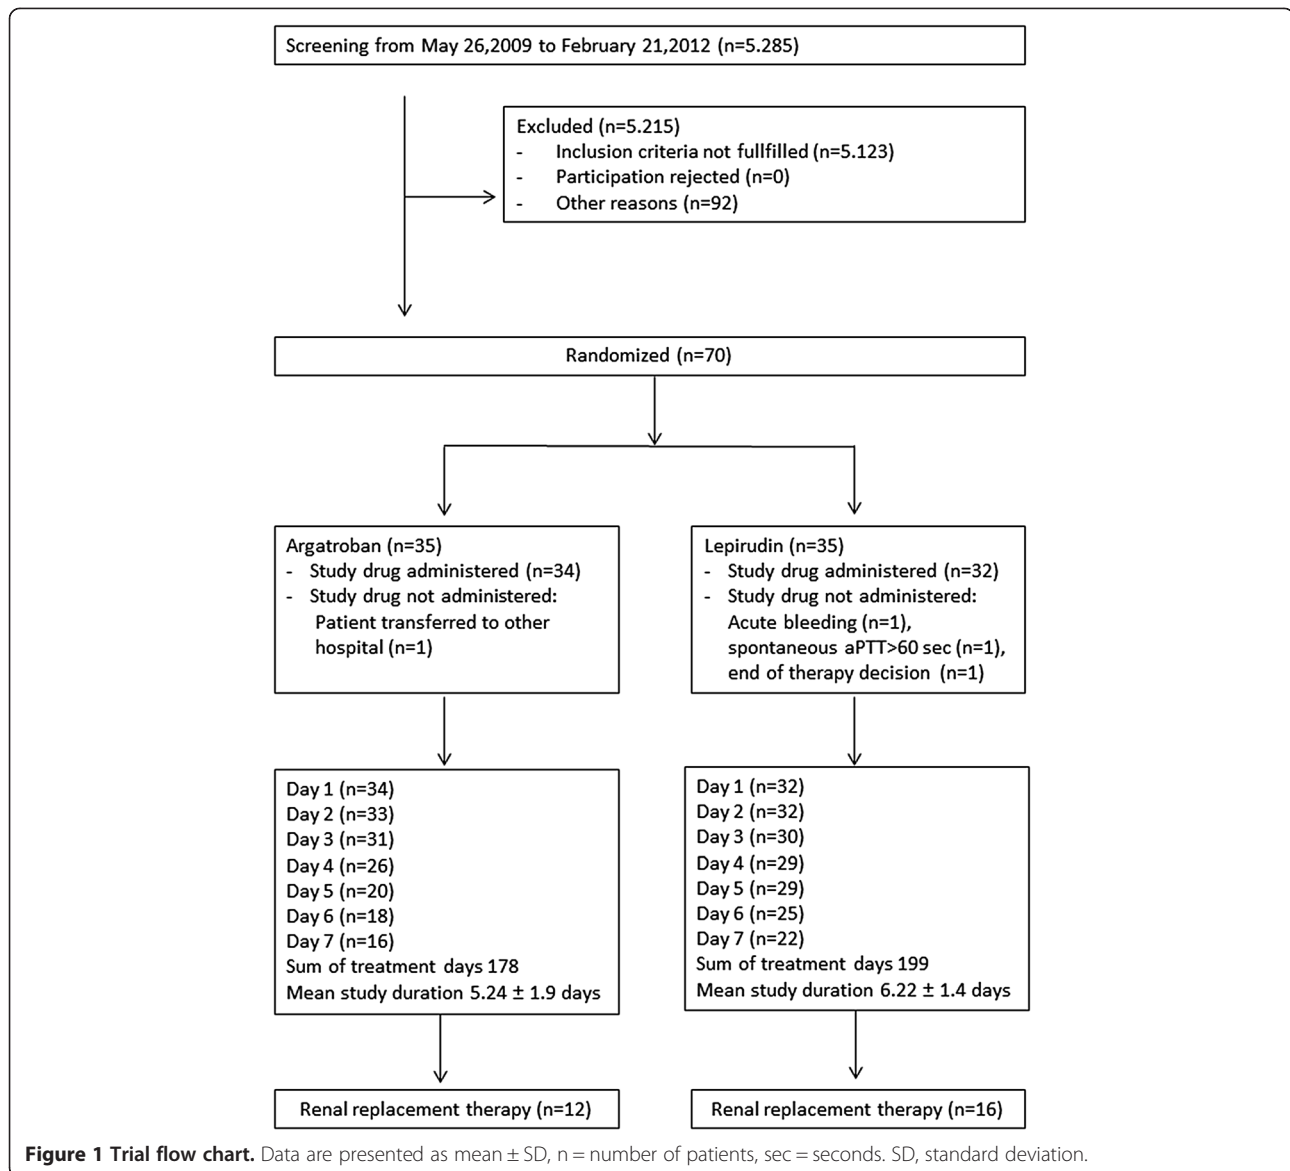 Screening from May 26,2009 to February 21,2012 (n=5.285)
Excluded (n=5.215)
- Inclusion criteria not fullfilled (n=5.123)
- Participation rejected (n=0)
- Other reasons (n=92)
Randomized (n=70)
Argatroban (n=35)
- Study drug administered (n=34)
- Study drug not administered:
Patient transferred to other
hospital (n=1)
Lepirudin (n=35)
- Study drug administered (n=32)
- Study drug not administered:
Acute bleeding (n=1),
spontaneous aPTT>60 sec (n=1),
end of therapy decision (n=1)
Day 1 (n=34)
Day 2 (n=33)
Day 3 (n=31)
Day 4 (n=26)
Day 5 (n=20)
Day 6 (n=18)
Day 7 (n=16)
Sum of treatment days 178
Mean study duration 5.24 ± 1.9 days
Day 1 (n=32)
Day 2 (n=32)
Day 3 (n=30)
Day 4 (n=29)
Day 5 (n=29)
Day 6 (n=25)
Day 7 (n=22)
Sum of treatment days 199
Mean study duration 6.22 ± 1.4 days
Renal replacement therapy (n=12)
Renal replacement therapy (n=16)
Figure 1 Trial flow chart. Data are presented as mean ± SD, n = number of patients, sec = seconds. SD, standard deviation.